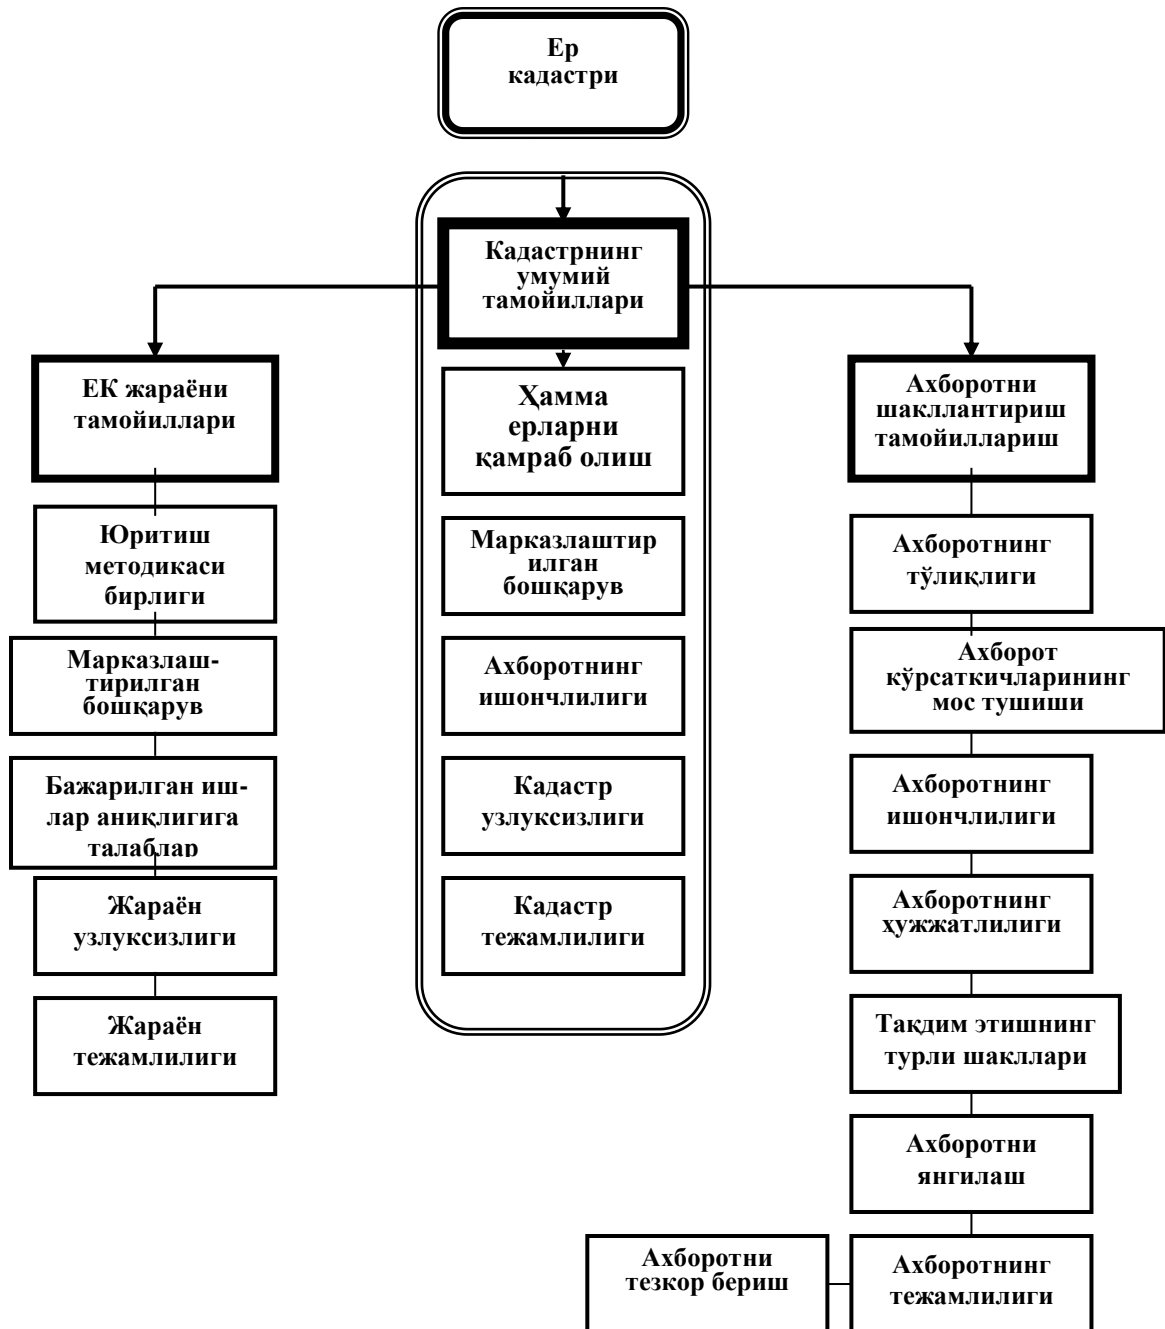 Ер
кадастри
Кадастрнинг
умумий
тамойиллари
ЕК жараёни
тамойиллари
Юритиш
методикаси
бирлиги
Марказлаш-
тирилган
бошқарув
Бажарилган иш-
лар аниқлигига
талаблар
Жараён
узлуксизлиги
Жараён
тежамлилиги
Ҳамма
ерларни
қамраб олиш
Марказлаштир
илган
бошқарув
Ахборотнинг
ишончлилиги
Кадастр
узлуксизлиги
Кадастр
тежамлилиги
Ахборотни
шакллантириш
тамойиллариш
Ахборотнинг
тўлиқлиги
Ахборот
кўрсаткичларининг
мос тушиши
Ахборотнинг
ишончлилиги
Ахборотнинг
ҳужжатлилиги
Тақдим этишнинг
турли шакллари
Ахборотни
янгилаш
Ахборотни
тезкор бериш
Ахборотнинг
тежамлилиги